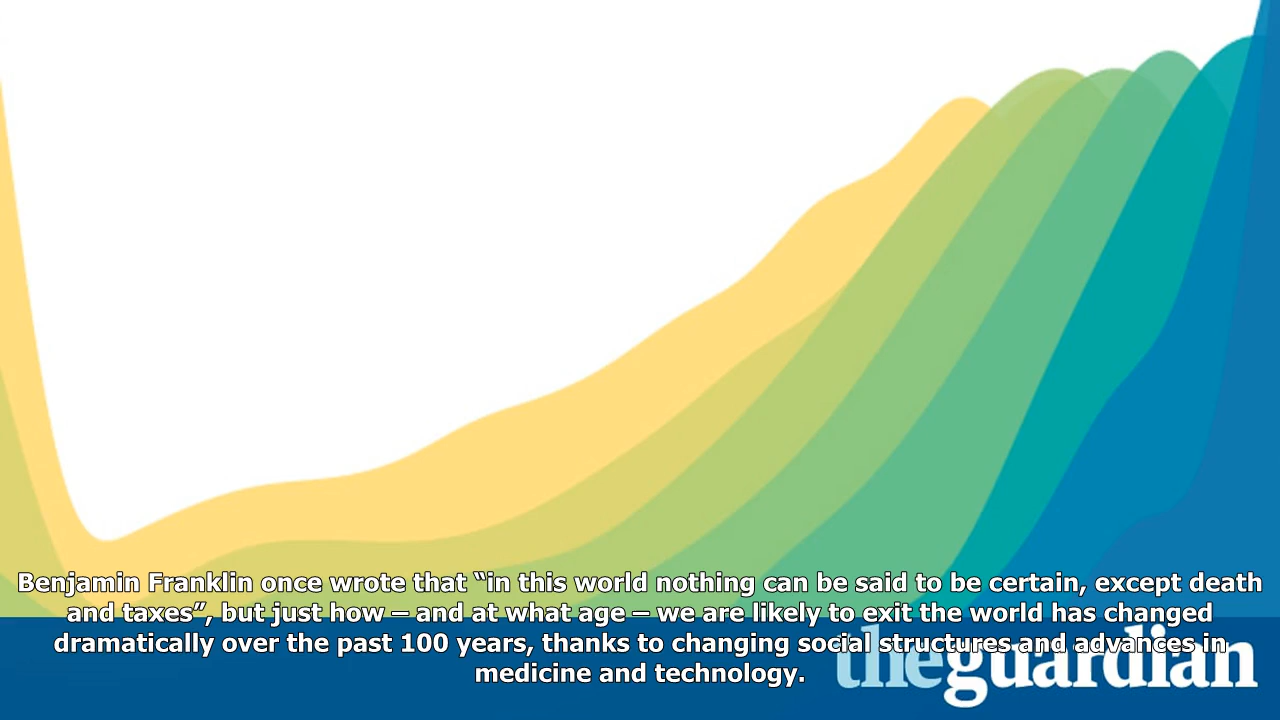 Benjamin Franklin once wrote that “in this world nothing can be said to be certain, except death
and taxes”, but just how – and at what age – we are likely to exit the world has changed
dramatically over the past 100 years, thanks to changing social structures and advances in
medicine and technology.
theguardian